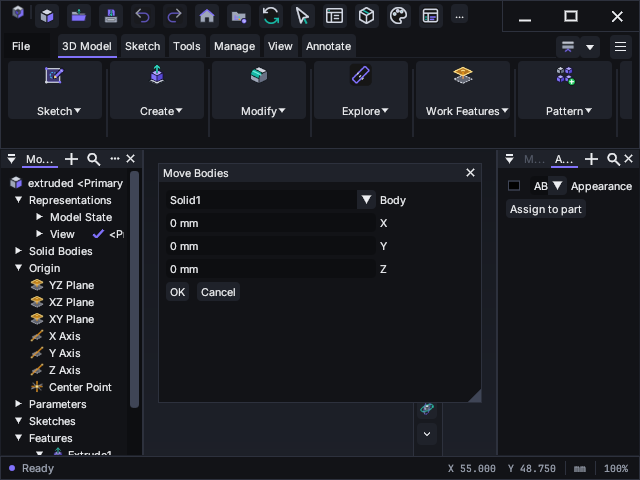 ...
File
3D Model
Sketch
Tools
Manage
View
Annotate
Sketch
Create
Modify
Explore
Work Features
Pattern
Mo...
extruded <Primary
Representations
Model State
View
<Pr
Solid Bodies
Origin
YZ Plane
XZ Plane
XY Plane
X Axis
Y Axis
Z Axis
Center Point
Parameters
Sketches
Features
Extrude1
Move Bodies
Solid1
Body
0 mm
X
0 mm
Y
0 mm
Z
OK
Cancel
M...
A...
AB
Appearance
Assign to part
Ready
X 55.000
Y 48.750
mm
100%